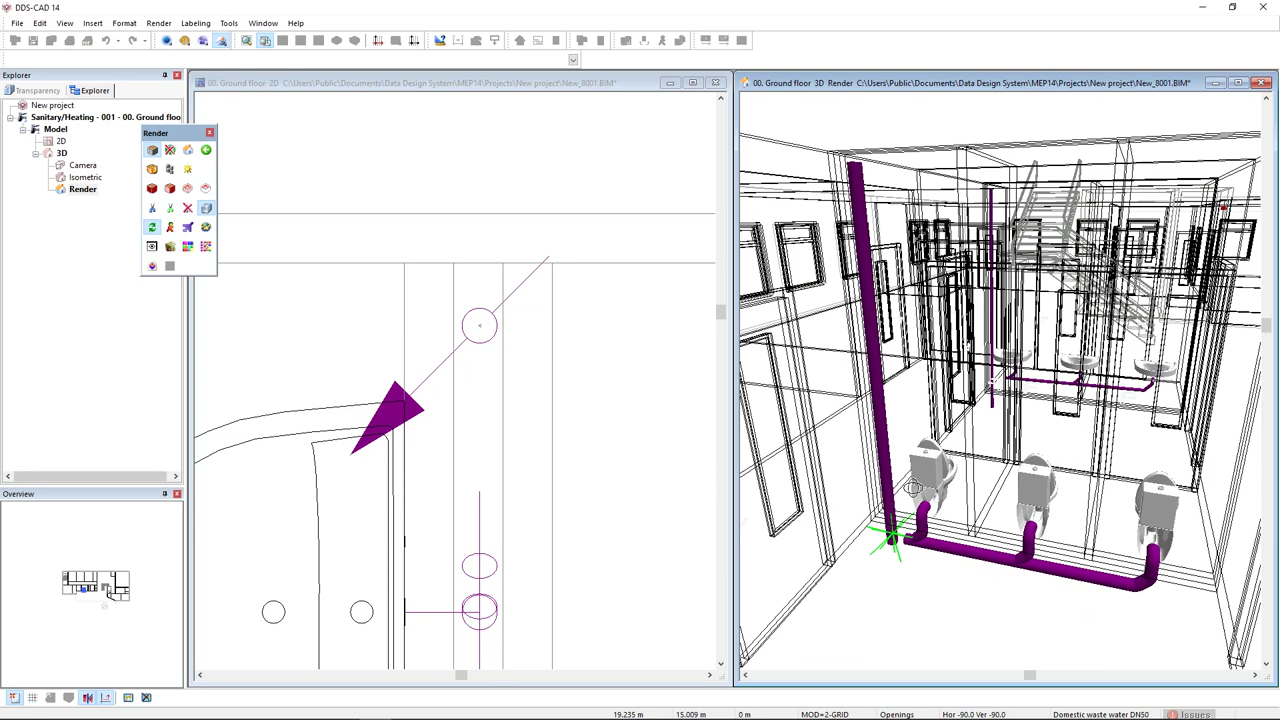 DDS-CAD 14
File Edit View Insert Format Render Labeling Tools Window Help
Explorer
Transparency Explorer
New project
Sanitary/Heating - 001 - 00. Ground floo
Model
2D
3D
Camera
Isometric
Render
Render
00. Ground floor 2D C:\Users\Public\Documents\Data Design System\MEP14\Projects\New project\New_8001.BIM*
00. Ground floor 3D Render C:\Users\Public\Documents\Data Design System\MEP14\Projects\New project\New_8001.BIM*
Overview
19.235 m 15.009 m 0 m MOD=2-GRID Openings Hor -90.0 Ver -90.0 Domestic waste water DN50 Issues